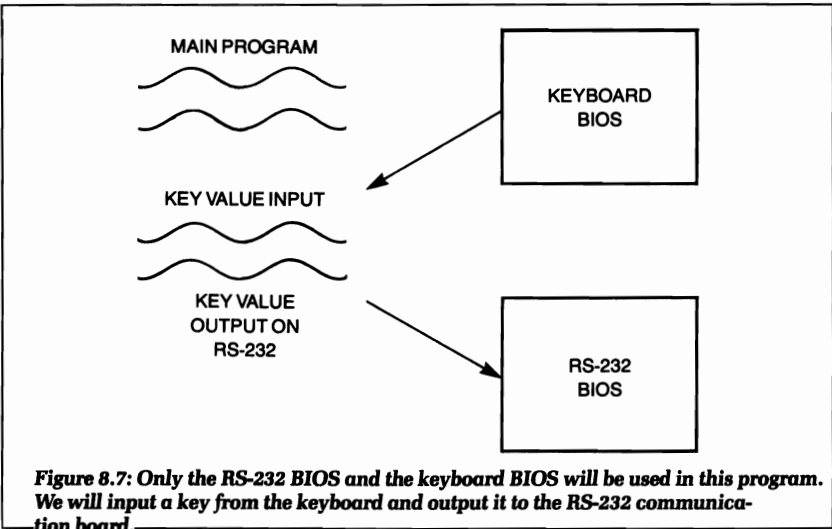 MAIN PROGRAM
KEYBOARD
BIOS
KEY VALUE INPUT
KEY VALUE
OUTPUT ON
RS-232
RS-232
BIOS
Figure 8.7: Only the RS-232 BIOS and the keyboard BIOS will be used in this program.
We will input a key from the keyboard and output it to the RS-232 communica-
tion board